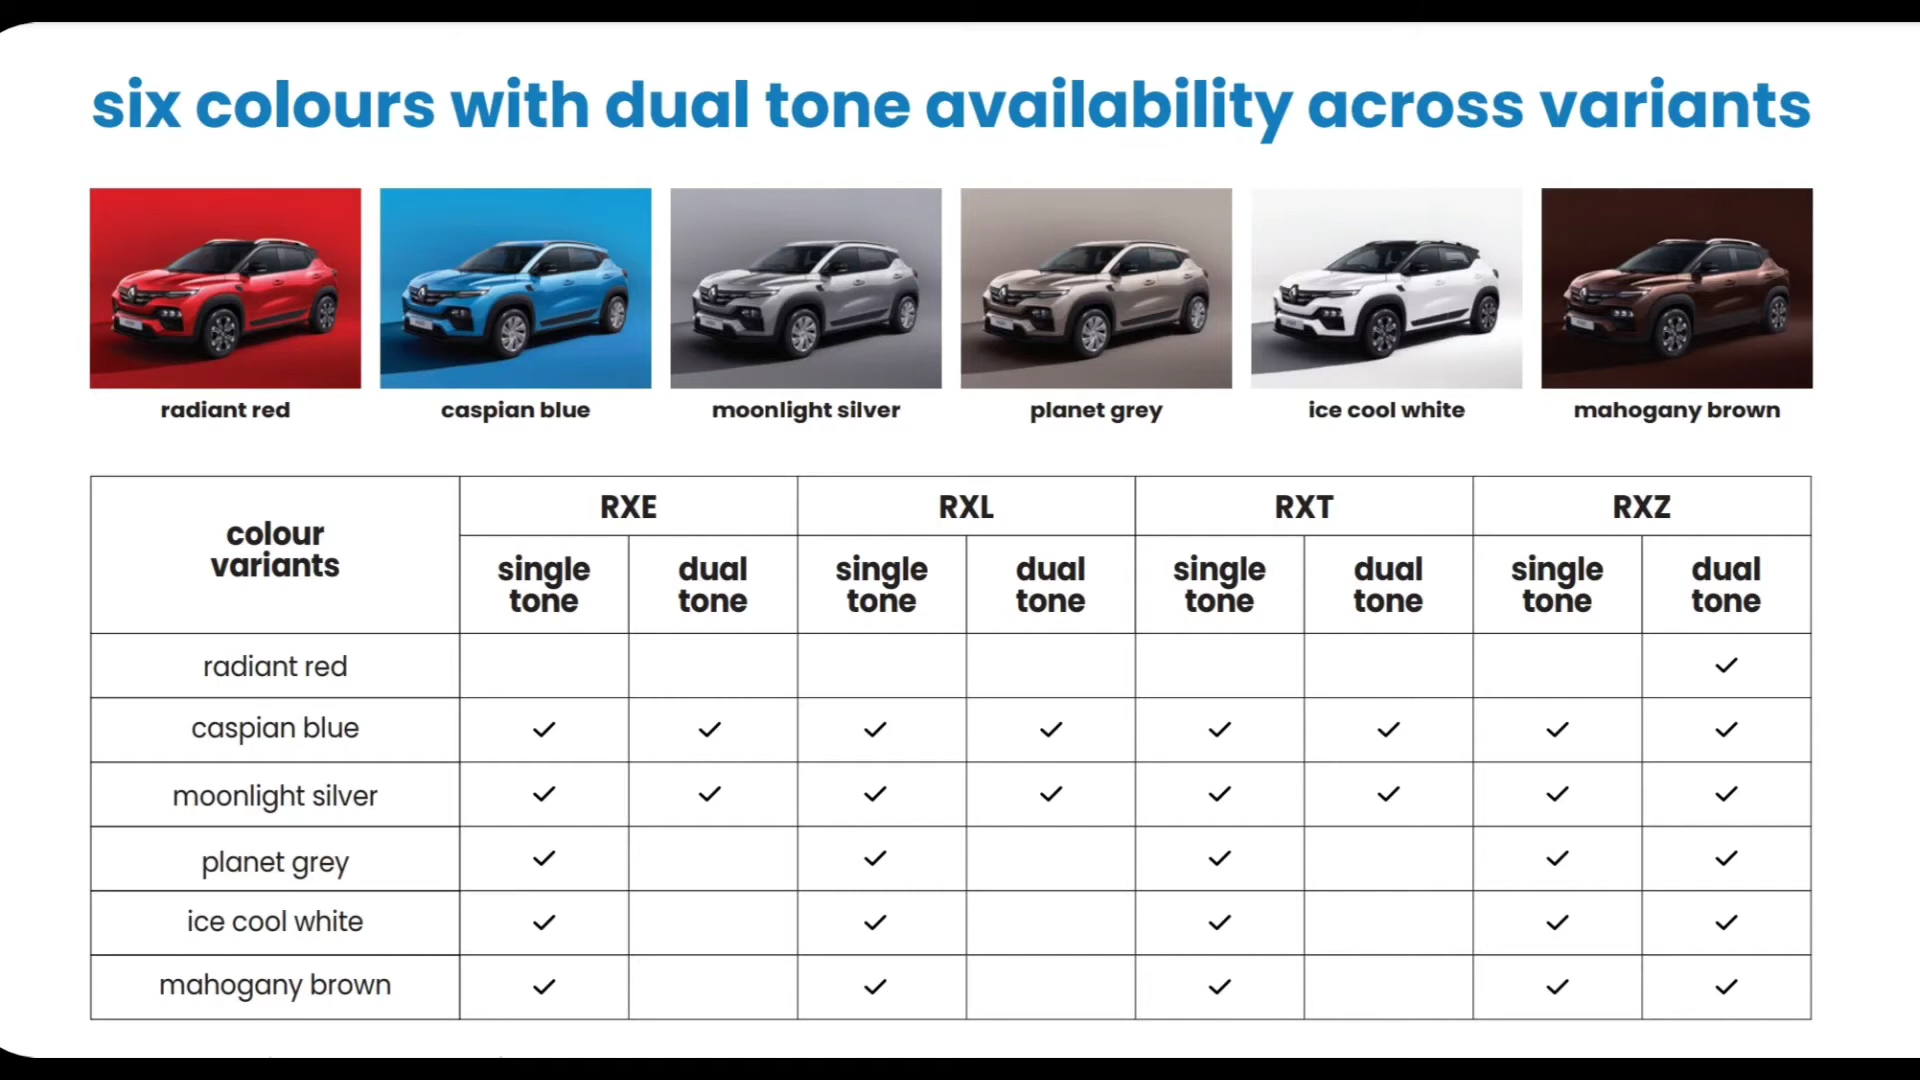 six colours with dual tone availability across variants
radiant red
caspian blue
moonlight silver
planet grey
ice cool white
mahogany brown
colour
variants
RXE
RXL
RXT
RXZ
single
tone
dual
tone
single
tone
dual
tone
single
tone
dual
tone
single
tone
dual
tone
radiant red ✓
caspian blue ✓ ✓ ✓ ✓ ✓ ✓ ✓ ✓
moonlight silver ✓ ✓ ✓ ✓ ✓ ✓ ✓ ✓
planet grey ✓ ✓ ✓ ✓ ✓
ice cool white ✓ ✓ ✓ ✓ ✓
mahogany brown ✓ ✓ ✓ ✓ ✓